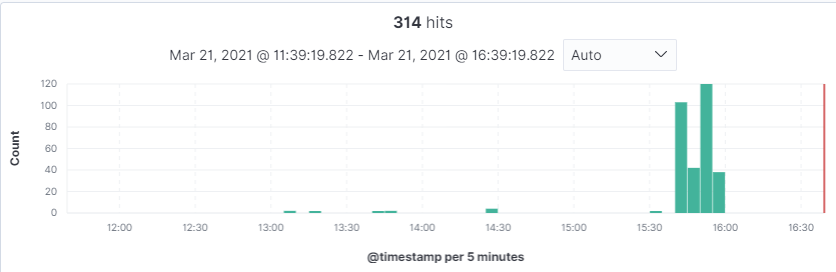 314 hits
Mar 21, 2021 @ 11:39:19.822 - Mar 21, 2021 @ 16:39:19.822 Auto
Count
120
100
80
60
40
20
0
12:00 12:30 13:00 13:30 14:00 14:30 15:00 15:30 16:00 16:30
@timestamp per 5 minutes